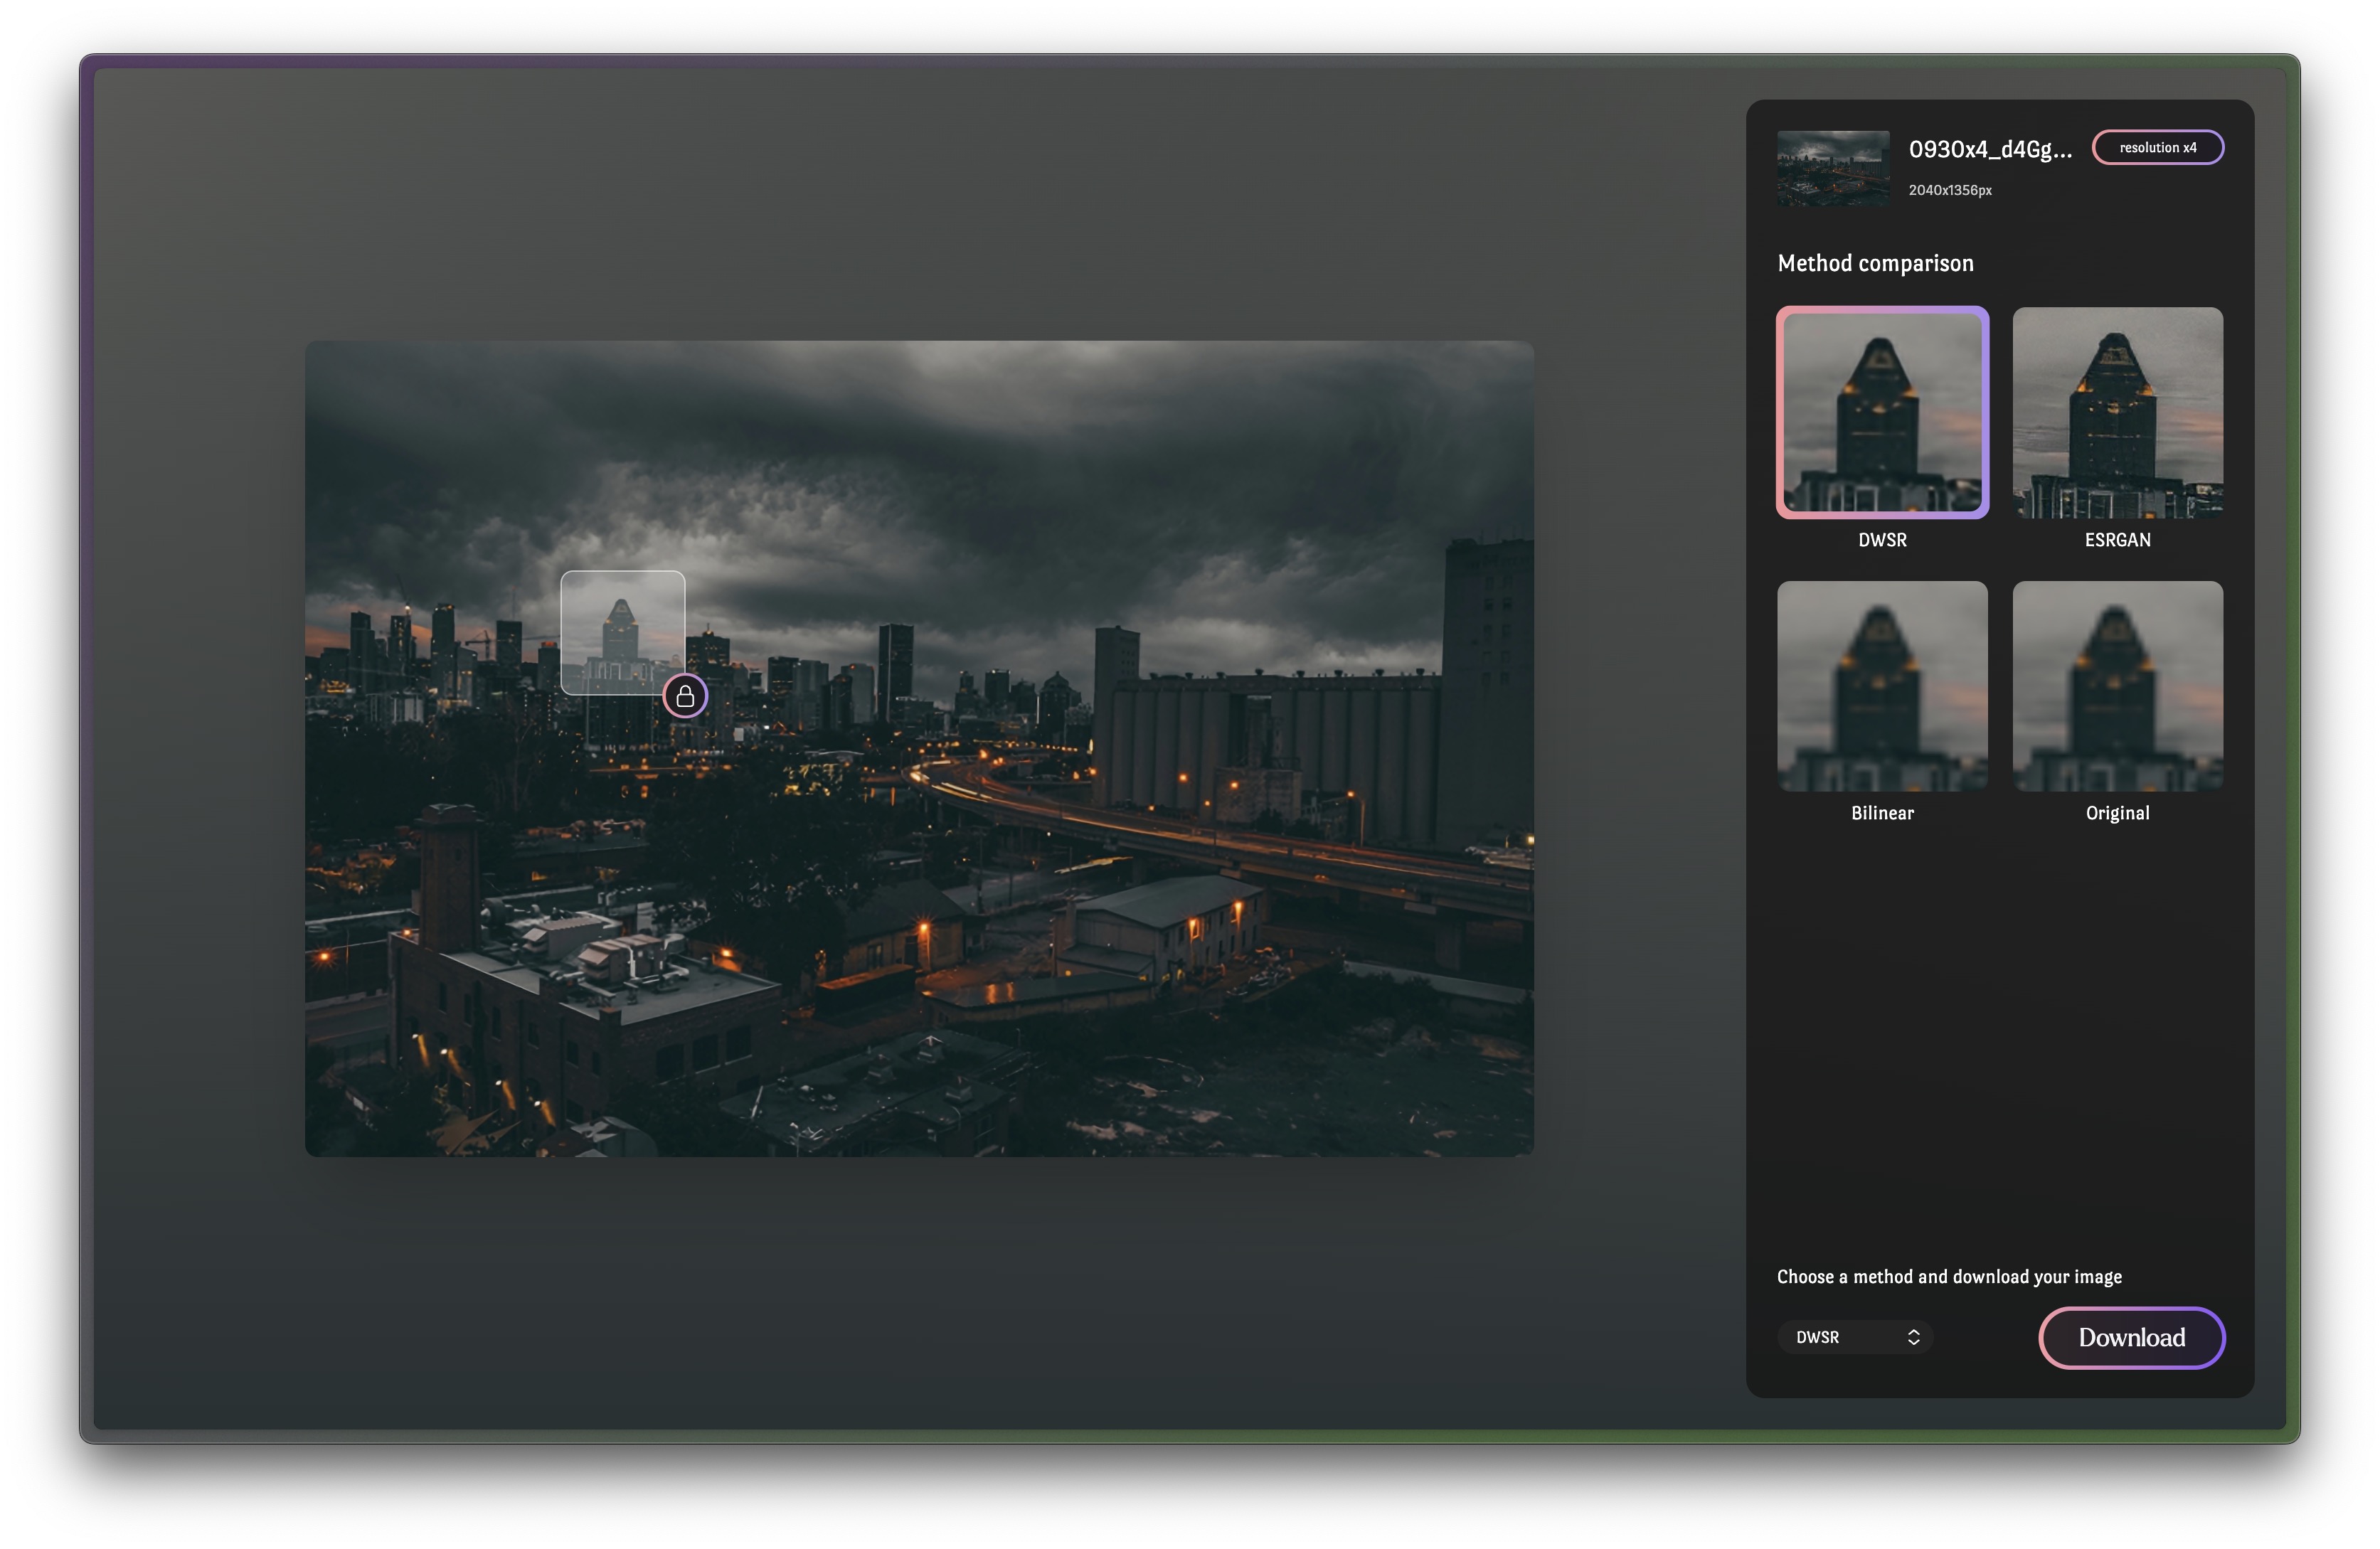 0930x4_d4Gg...
resolution x4
2040x1356px
Method comparison
DWSR
ESRGAN
Bilinear
Original
Choose a method and download your image
DWSR
Download